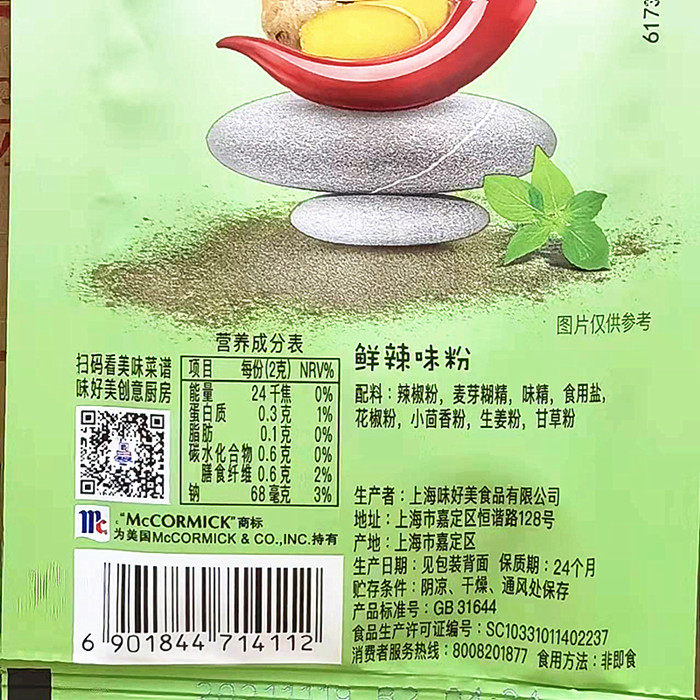 6173
图片仅供参考
扫码看美味菜谱
味好美创意厨房
营养成分表
项目 每份(2克) NRV%
能量 24 千焦 0%
蛋白质 0.3 克 1%
脂肪 0.1 克 0%
碳水化合物 0.6 克 0%
膳食纤维 0.6 克 2%
钠 68 毫克 3%
Mc
“McCORMICK”商标
为美国McCORMICK & CO.,INC.持有
6 901844 714112
鲜辣味粉
配料：辣椒粉，麦芽糊精，味精，食用盐，
花椒粉，小茴香粉，生姜粉，甘草粉
生产者：上海味好美食品有限公司
地址：上海市嘉定区恒谐路128号
产地：上海市嘉定区
生产日期：见包装背面 保质期：24个月
贮存条件：阴凉、干燥、通风处保存
产品标准号：GB 31644
食品生产许可证编号：SC10331011402237
消费者服务热线：8008201877 食用方法：非即食